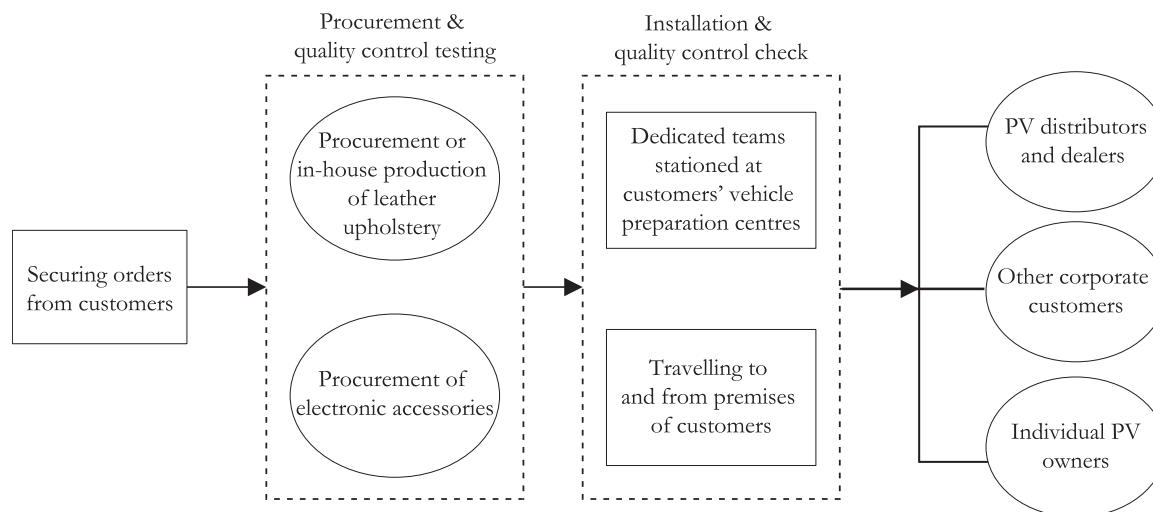 Procurement &
quality control testing
Installation &
quality control check
Securing orders
from customers
Procurement or
in-house production
of leather
upholstery
Procurement of
electronic accessories
Dedicated teams
stationed at
customers’ vehicle
preparation centres
Travelling to
and from premises
of customers
PV distributors
and dealers
Other corporate
customers
Individual PV
owners